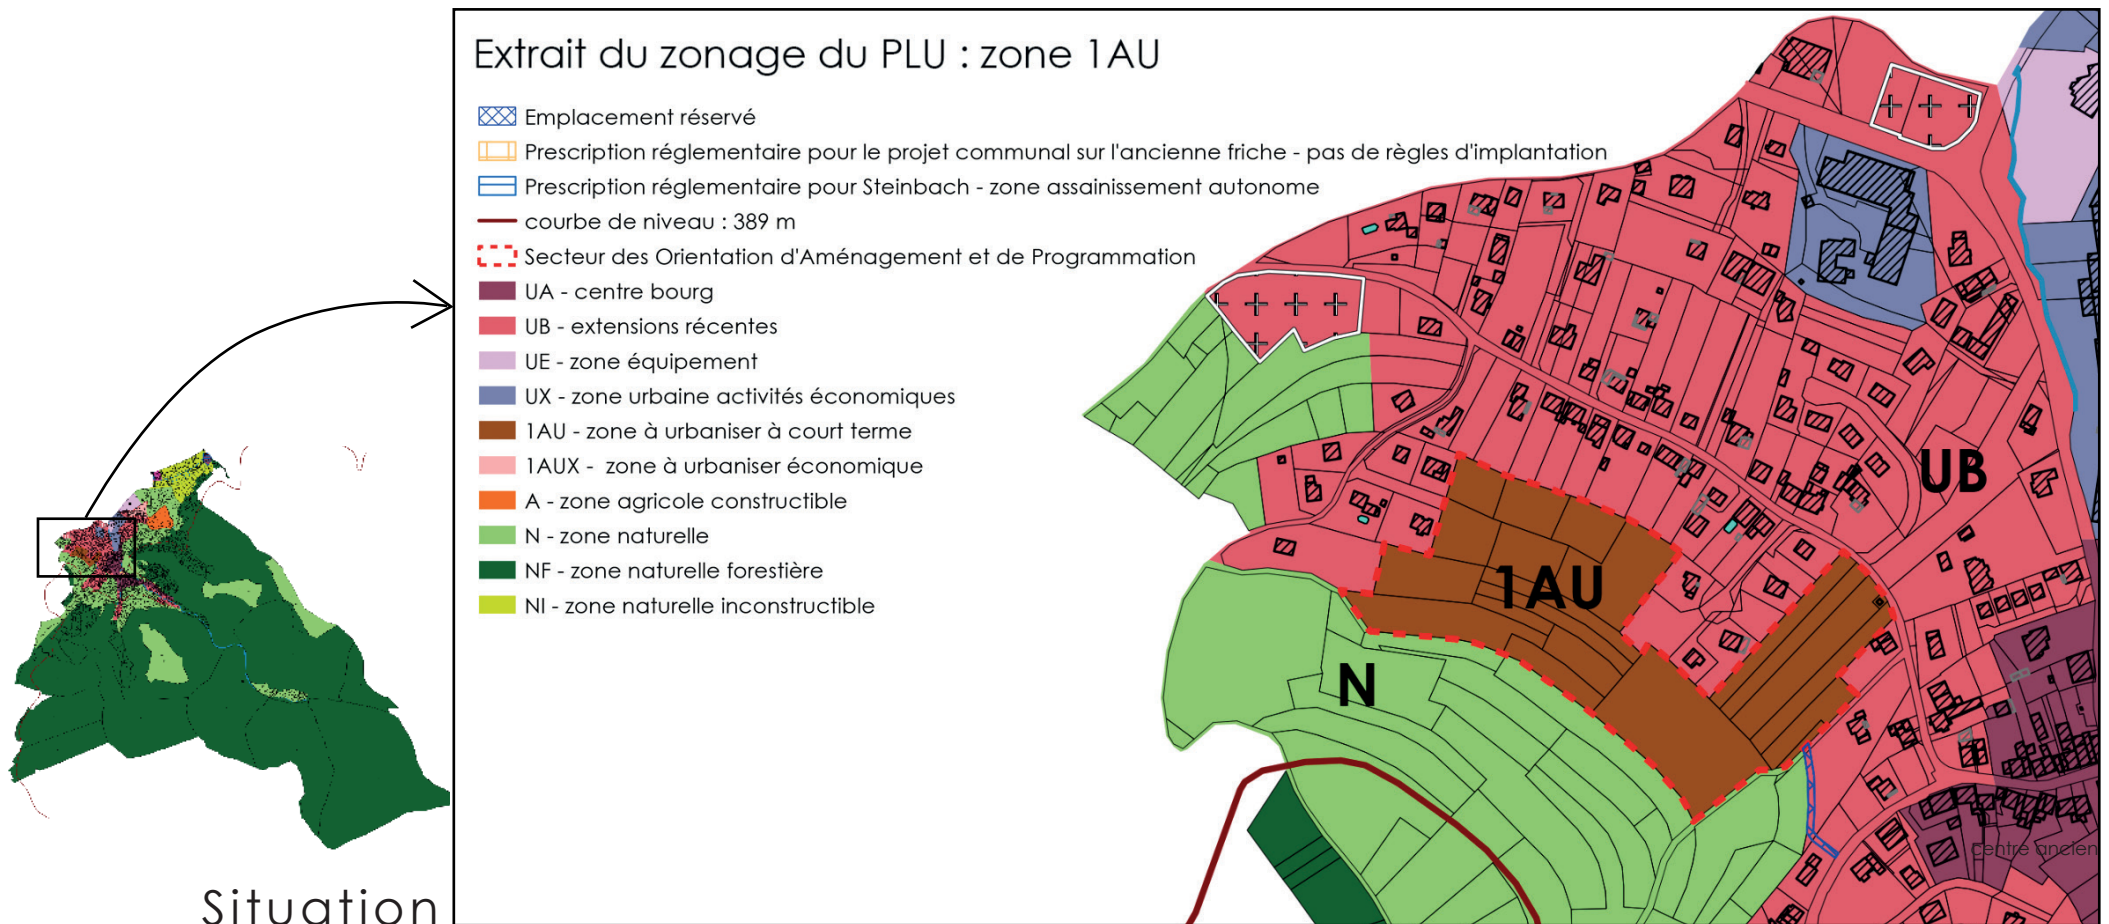 Extrait du zonage du PLU : zone 1AU
Emplacement réservé
Prescription réglementaire pour le projet communal sur l'ancienne friche - pas de règles d'implantation
Prescription réglementaire pour Steinbach - zone assainissement autonome
courbe de niveau : 389 m
Secteur des Orientation d'Aménagement et de Programmation
UA - centre bourg
UB - extensions récentes
UE - zone équipement
UX - zone urbaine activités économiques
1AU - zone à urbaniser à court terme
1AUX - zone à urbaniser économique
A - zone agricole constructible
N - zone naturelle
NF - zone naturelle forestière
NI - zone naturelle inconstructible
UB
1AU
N
centre ancien
Situation